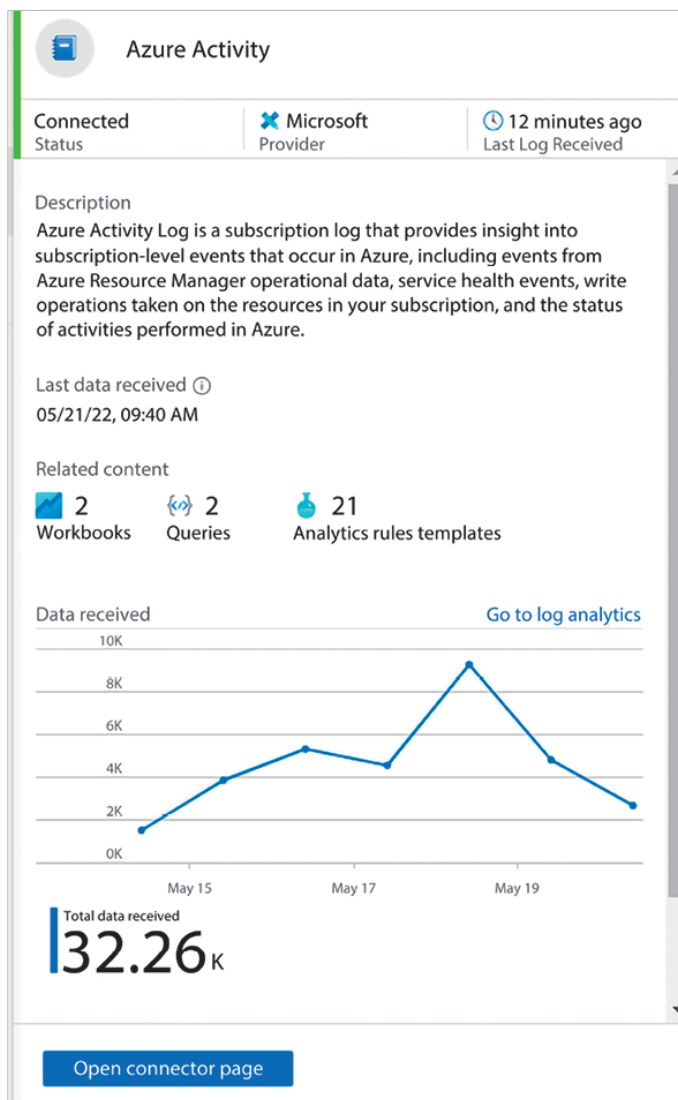 Azure Activity
Connected
Status
Microsoft
Provider
12 minutes ago
Last Log Received
Description
Azure Activity Log is a subscription log that provides insight into
subscription-level events that occur in Azure, including events from
Azure Resource Manager operational data, service health events, write
operations taken on the resources in your subscription, and the status
of activities performed in Azure.
Last data received
05/21/22, 09:40 AM
Related content
2
Workbooks
2
Queries
21
Analytics rules templates
Data received
Go to log analytics
10K
8K
6K
4K
2K
0K
May 15
May 17
May 19
Total data received
32.26 K
Open connector page